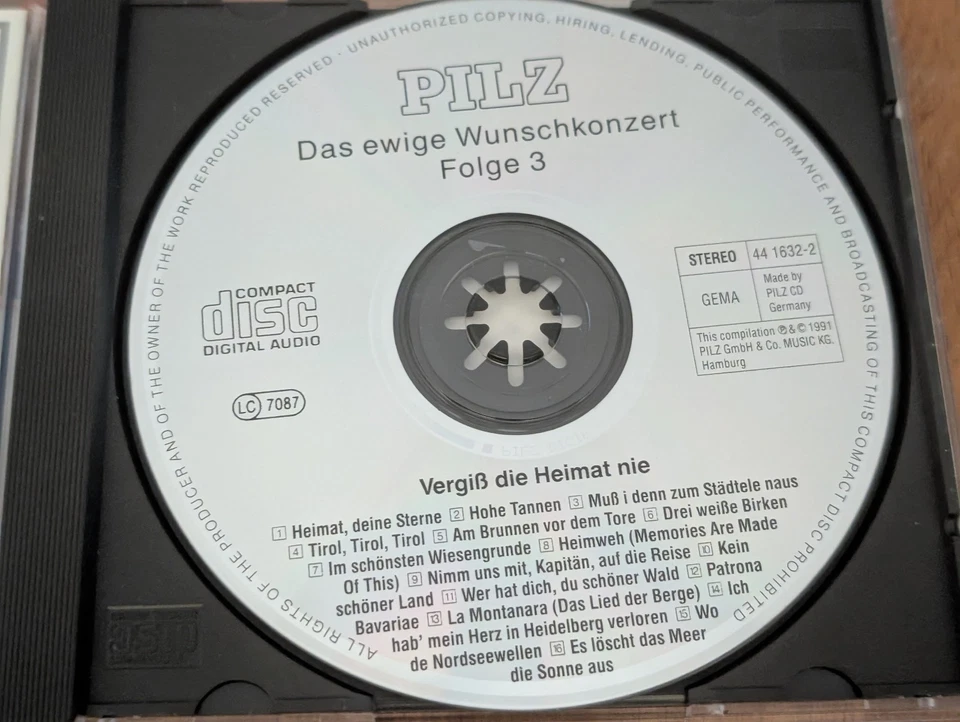 ALL RIGHTS OF THE PRODUCER AND OF THE OWNER OF THE WORK REPRODUCED RESERVED · UNAUTHORIZED COPYING, HIRING, LENDING, PUBLIC PERFORMANCE AND BROADCASTING OF THIS COMPACT DISC PROHIBITED
PILZ
Das ewige Wunschkonzert
Folge 3
COMPACT
disc
DIGITAL AUDIO
LC 7087
STEREO 44 1632-2
GEMA
Made by
PILZ CD
Germany
This compilation ℗ & © 1991
PILZ GmbH & Co. MUSIC KG.
Hamburg
Vergiß die Heimat nie
1 Heimat, deine Sterne 2 Hohe Tannen 3 Muß i denn zum Städtele naus
4 Tirol, Tirol, Tirol 5 Am Brunnen vor dem Tore 6 Drei weiße Birken
7 Im schönsten Wiesengrunde 8 Heimweh (Memories Are Made
Of This) 9 Nimm uns mit, Kapitän, auf die Reise 10 Kein
schöner Land 11 Wer hat dich, du schöner Wald 12 Patrona
Bavariae 13 La Montanara (Das Lied der Berge) 14 Ich
hab' mein Herz in Heidelberg verloren 15 Wo
de Nordseewellen 16 Es löscht das Meer
die Sonne aus